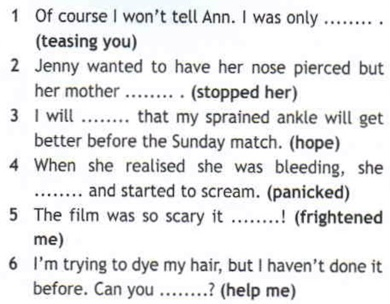 1 Of course I won't tell Ann. I was only ........ .
(teasing you)
2 Jenny wanted to have her nose pierced but
her mother ........ . (stopped her)
3 I will ........ that my sprained ankle will get
better before the Sunday match. (hope)
4 When she realised she was bleeding, she
........ and started to scream. (panicked)
5 The film was so scary it ........! (frightened
me)
6 I'm trying to dye my hair, but I haven't done it
before. Can you ........? (help me)